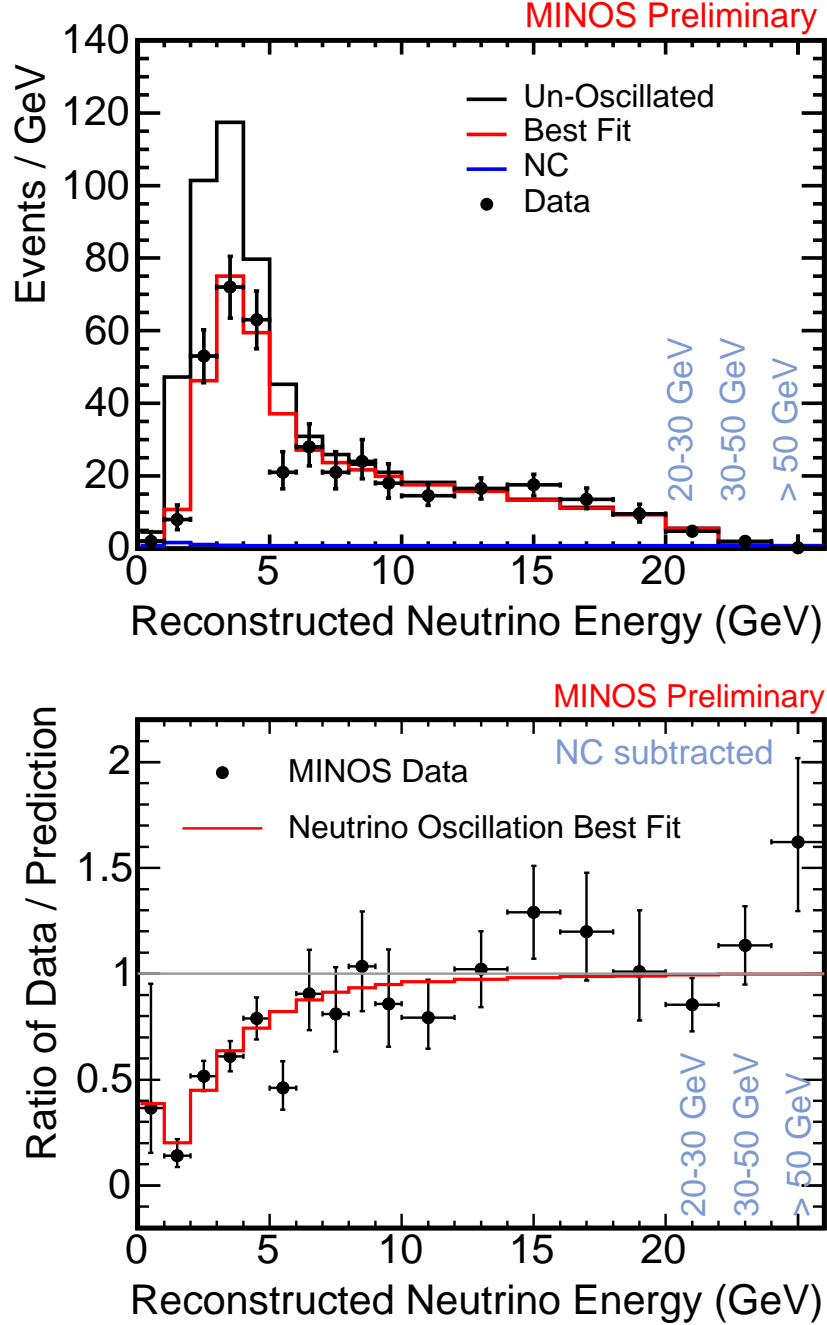 MINOS Preliminary
140
120
100
80
60
40
20
0
Events / GeV
Un-Oscillated
Best Fit
NC
Data
20-30 GeV
30-50 GeV
> 50 GeV
0 5 10 15 20
Reconstructed Neutrino Energy (GeV)
MINOS Preliminary
NC subtracted
2
1.5
1
0.5
0
Ratio of Data / Prediction
MINOS Data
Neutrino Oscillation Best Fit
20-30 GeV
30-50 GeV
> 50 GeV
0 5 10 15 20
Reconstructed Neutrino Energy (GeV)